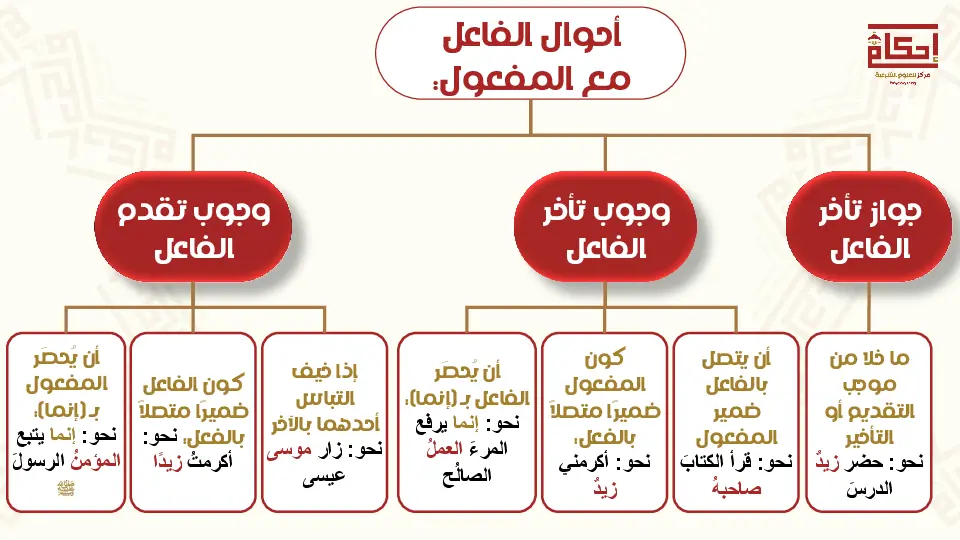 أحوال الفاعل
مع المفعول:
إحكام
مركز للعلوم الشرعية
جواز تأخر
الفاعل
ما خلا من
موجب
التقديم أو
التأخير
نحو: حضر زيدٌ
الدرسَ
وجوب تأخر
الفاعل
أن يتصل
بالفاعل
ضمير
المفعول
نحو: قرأ الكتابَ
صاحبهُ
كون
المفعول
ضميرًا متصلاً
بالفعل:
نحو: أكرمني
زيدٌ
أن يُحصَر
الفاعل بـ (إنما):
نحو: إنما يرفع
المرءَ العملُ
الصالُح
وجوب تقدم
الفاعل
إذا خيف
التباس
أحدهما بالآخر
نحو: زار موسى
عيسى
كون الفاعل
ضميرًا متصلاً
بالفعل: نحو:
أكرمتُ زيدًا
أن يُحصَر
المفعول
بـ (إنما):
نحو: إنما يتبع
المؤمنُ الرسولَ
ﷺ